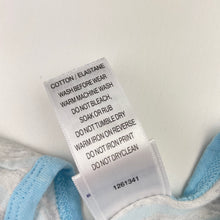 COTTON / ELASTANE
WASH BEFORE WEAR
WARM MACHINE WASH
DO NOT BLEACH,
SOAK OR RUB
DO NOT TUMBLE DRY
WARM IRON ON REVERSE
DO NOT IRON PRINT
DO NOT DRYCLEAN
1261341